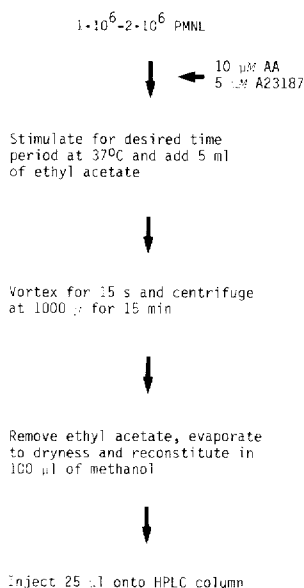 1·10⁶-2·10⁶ PMNL
10 μM AA
5 μM A23187
Stimulate for desired time
period at 37⁰C and add 5 ml
of ethyl acetate
Vortex for 15 s and centrifuge
at 1000 g for 15 min
Remove ethyl acetate, evaporate
to dryness and reconstitute in
100 μl of methanol
Inject 25 μl onto HPLC column